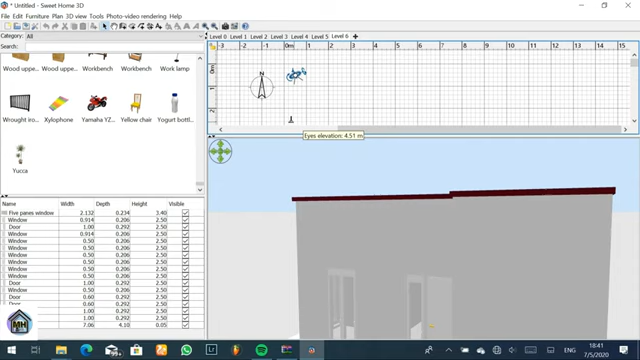 * Untitled - Sweet Home 3D
File Edit Furniture Plan 3D view Tools Photo-video rendering Help
Category: All
Search:
Wood uppe... Workbench Workbench Work lamp
Wrought iro... Xylophone Yamaha YZ... Yellow chair Yogurt bottl...
Yucca
Name Width Depth Height Visible
Five panes window 2.132 0.234 3.40
Window 0.914 0.206 2.50
Door 1.00 0.292 2.50
Window 0.914 0.206 2.50
Window 0.50 0.206 2.50
Window 0.50 0.206 2.50
Window 0.50 0.206 2.50
Window 0.50 0.206 2.50
Window 0.50 0.206 2.50
Window 0.50 0.206 2.50
Door 1.00 0.292 2.50
Window 0.50 0.206 2.50
Door 0.60 0.292 2.50
0.60 0.292 2.50
1.00 0.292 2.50
7.06 4.10 0.05
MH
Level 0 Level 1 Level 2 Level 3 Level 4 Level 5 Level 6
-3 -2 -1 0m 1 2 3 4 5 6 7 8 9 10 11 12 13 14 15
0m
1
2
N
Eyes elevation: 4.51 m
99+
ENG
18:41
7/5/2020